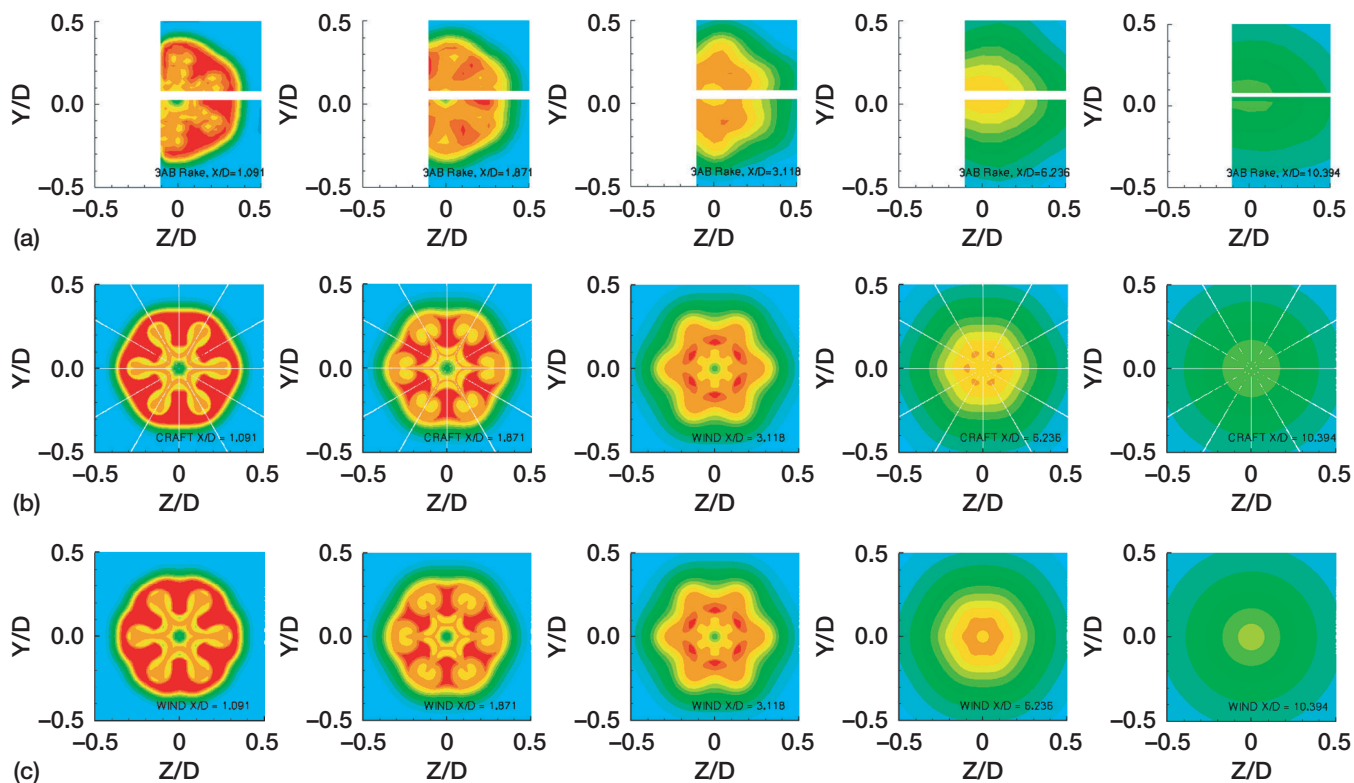 0.5 0.5 0.5 0.5 0.5
Y/D Y/D Y/D Y/D Y/D
0.0 0.0 0.0 0.0 0.0
3AB Rake, X/D=1.091 3AB Rake, X/D=1.871 3AB Rake, X/D=3.118 3AB Rake, X/D=6.236 3AB Rake, X/D=10.394
−0.5 −0.5 −0.5 −0.5 −0.5
−0.5 0 0.5 −0.5 0 0.5 −0.5 0 0.5 −0.5 0 0.5 −0.5 0 0.5
(a) Z/D Z/D Z/D Z/D Z/D
0.5 0.5 0.5 0.5 0.5
Y/D Y/D Y/D Y/D Y/D
0.0 0.0 0.0 0.0 0.0
CRAFT X/D = 1.091 CRAFT X/D = 1.871 WIND X/D = 3.118 CRAFT X/D = 6.236 CRAFT X/D = 10.394
−0.5 −0.5 −0.5 −0.5 −0.5
−0.5 0 0.5 −0.5 0 0.5 −0.5 0 0.5 −0.5 0 0.5 −0.5 0 0.5
(b) Z/D Z/D Z/D Z/D Z/D
0.5 0.5 0.5 0.5 0.5
Y/D Y/D Y/D Y/D Y/D
0.0 0.0 0.0 0.0 0.0
WIND X/D = 1.091 WIND X/D = 1.871 WIND X/D = 3.118 WIND X/D = 6.236 WIND X/D = 10.394
−0.5 −0.5 −0.5 −0.5 −0.5
−0.5 0 0.5 −0.5 0 0.5 −0.5 0 0.5 −0.5 0 0.5 −0.5 0 0.5
(c) Z/D Z/D Z/D Z/D Z/D